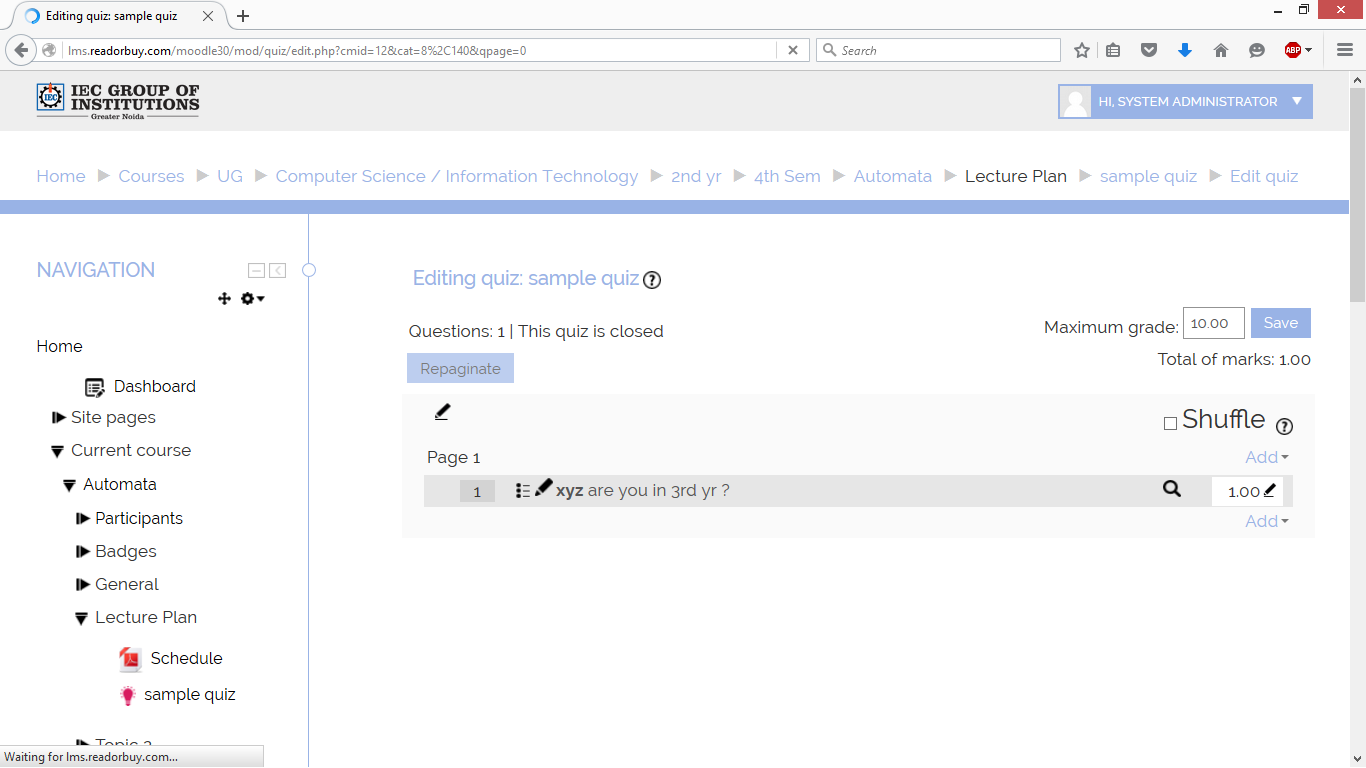 Editing quiz: sample quiz
lms.readorbuy.com/moodle30/mod/quiz/edit.php?cmid=12&cat=8%2C140&qpage=0
Search
ABP
IEC
IEC GROUP OF
INSTITUTIONS
Greater Noida
HI, SYSTEM ADMINISTRATOR
Home Courses UG Computer Science / Information Technology 2nd yr 4th Sem Automata Lecture Plan sample quiz Edit quiz
NAVIGATION
Home
Dashboard
Site pages
Current course
Automata
Participants
Badges
General
Lecture Plan
Schedule
sample quiz
Topic 2
Waiting for lms.readorbuy.com...
Editing quiz: sample quiz
Questions: 1 | This quiz is closed
Maximum grade: 10.00 Save
Repaginate
Total of marks: 1.00
Shuffle
Page 1
Add
1 xyz are you in 3rd yr ? 1.00
Add